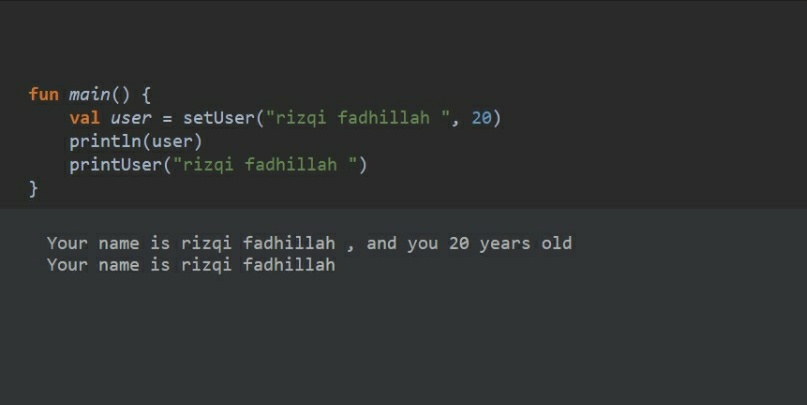 fun main() {
    val user = setUser("rizqi fadhillah ", 20)
    println(user)
    printUser("rizqi fadhillah ")
}
Your name is rizqi fadhillah , and you 20 years old
Your name is rizqi fadhillah